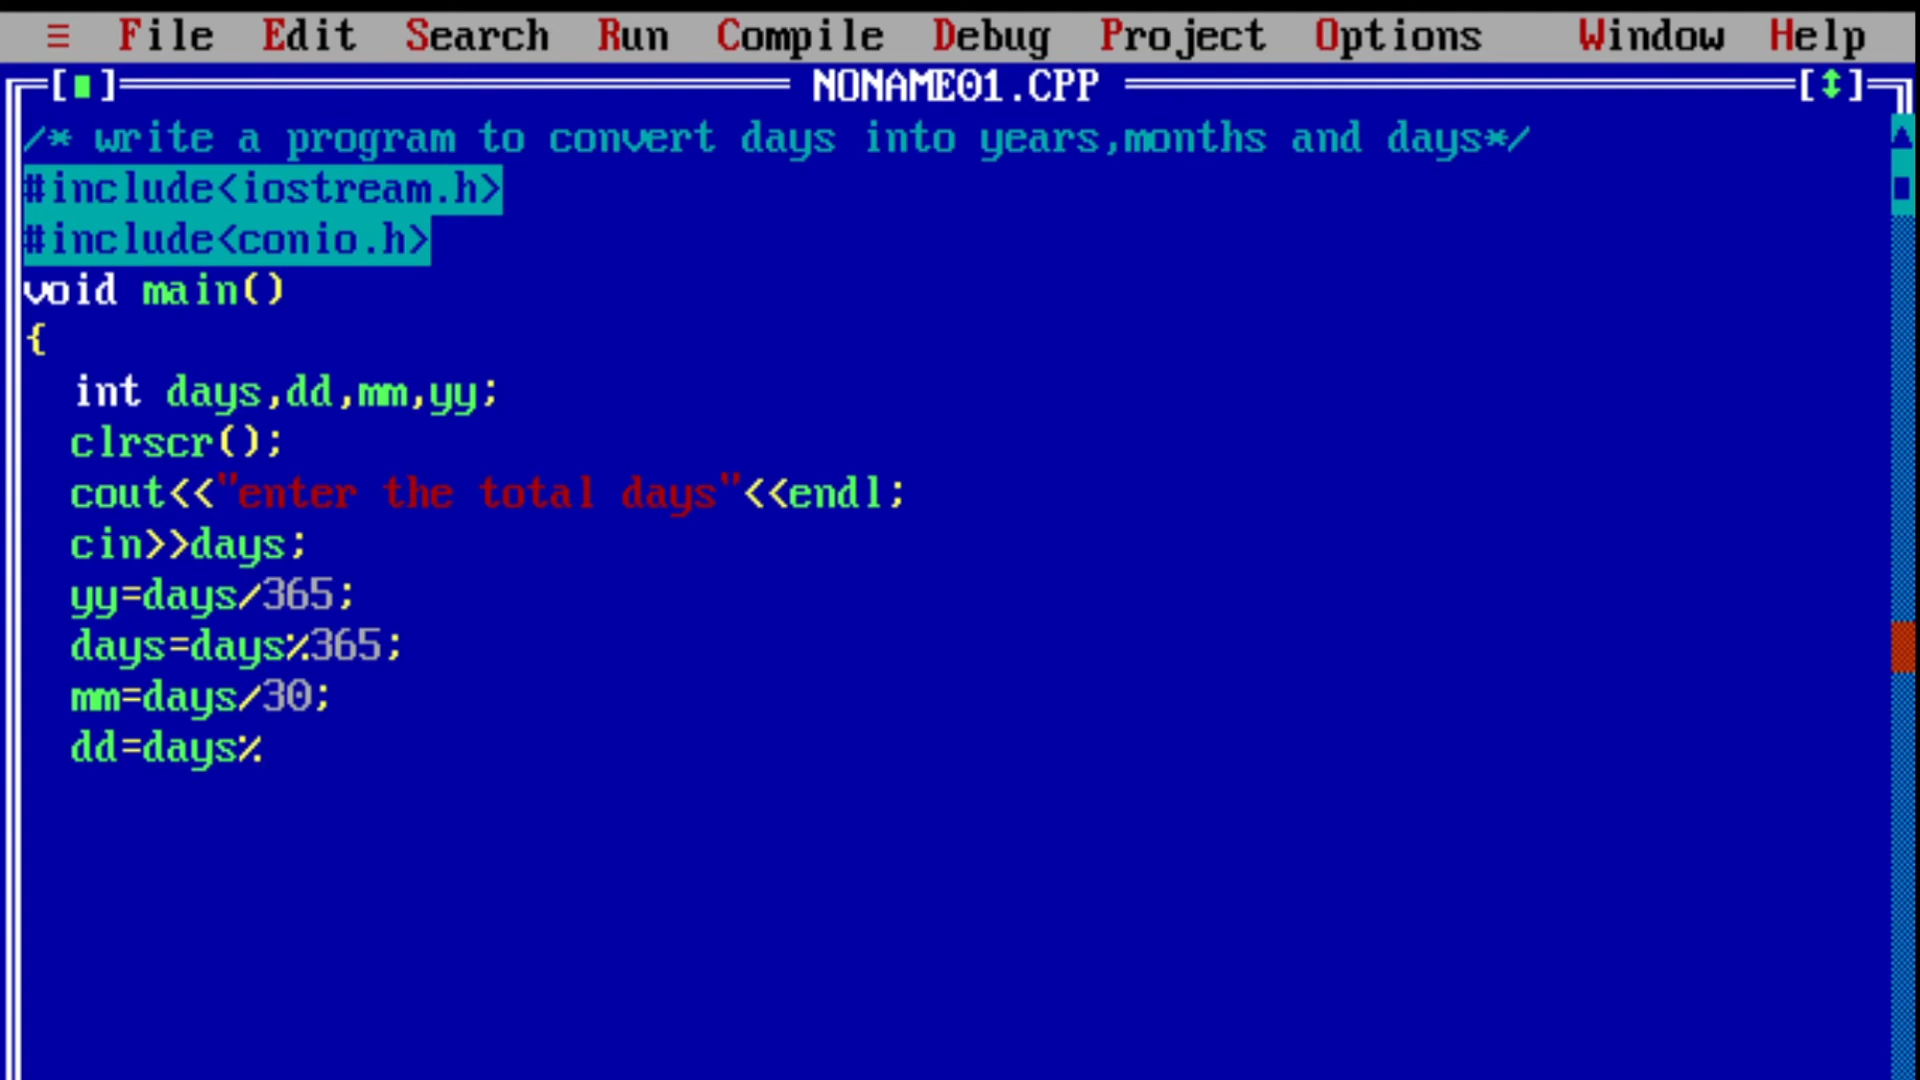 ≡ File Edit Search Run Compile Debug Project Options Window Help
[■] NONAME01.CPP [↕]
/* write a program to convert days into years,months and days*/
#include<iostream.h>
#include<conio.h>
void main()
{
int days,dd,mm,yy;
clrscr();
cout<<"enter the total days"<<endl;
cin>>days;
yy=days/365;
days=days%365;
mm=days/30;
dd=days%